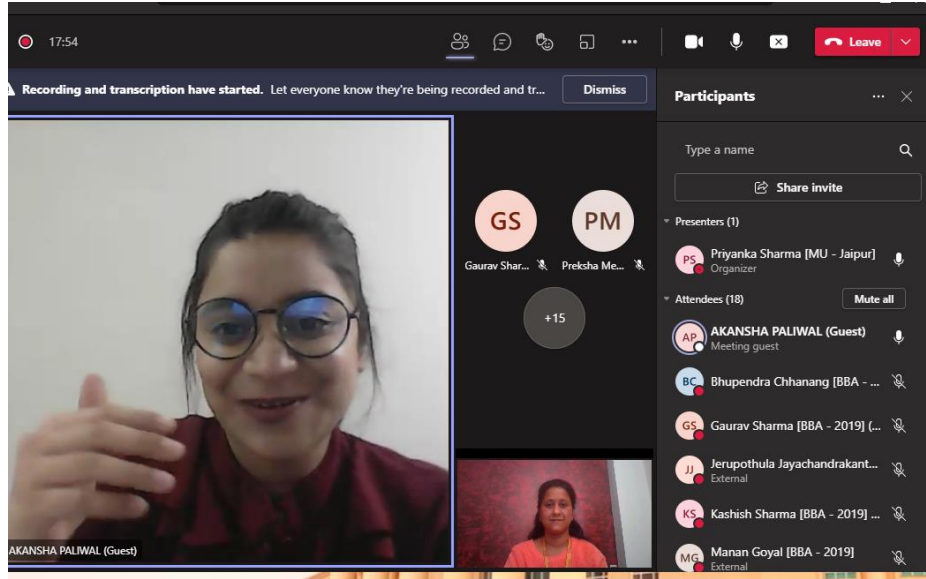 17:54
Leave
Recording and transcription have started. Let everyone know they're being recorded and tr...
Dismiss
GS
PM
Gaurav Shar...
Preksha Me...
+15
AKANSHA PALIWAL (Guest)
Participants
Type a name
Share invite
Presenters (1)
PS
Priyanka Sharma [MU - Jaipur]
Organizer
Attendees (18)
Mute all
AP
AKANSHA PALIWAL (Guest)
Meeting guest
BC
Bhupendra Chhanang [BBA - ...
GS
Gaurav Sharma [BBA - 2019] (...
JJ
Jerupothula Jayachandrakant...
External
KS
Kashish Sharma [BBA - 2019] ...
MG
Manan Goyal [BBA - 2019]
External